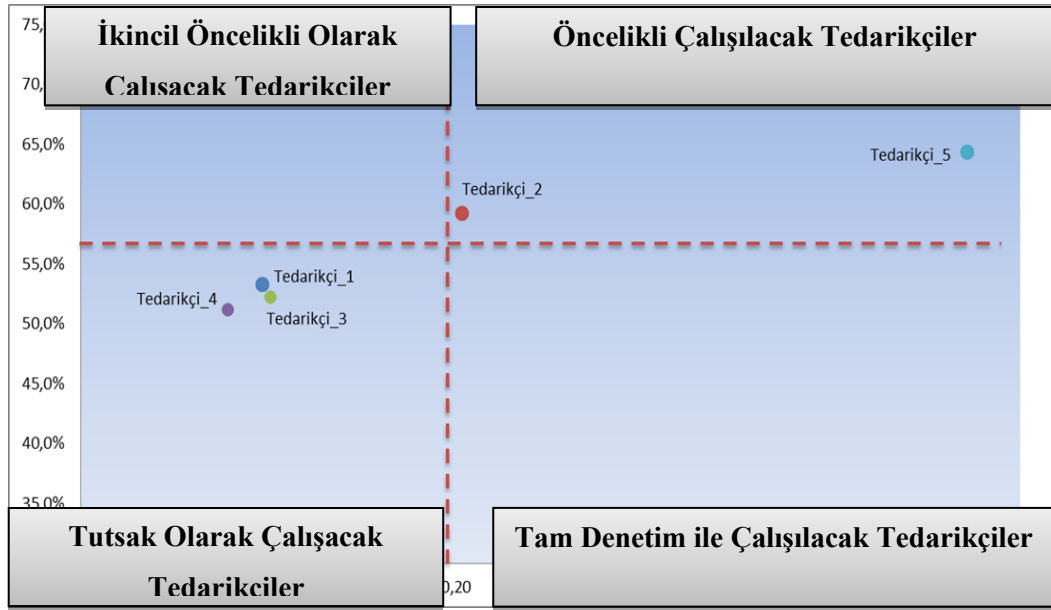 75,
İkincil Öncelikli Olarak
Çalışacak Tedarikçiler
Öncelikli Çalışılacak Tedarikçiler
70,
65,0%
Tedarikçi_5
Tedarikçi_2
60,0%
55,0%
Tedarikçi_1
Tedarikçi_4
Tedarikçi_3
50,0%
45,0%
40,0%
35,0%
Tutsak Olarak Çalışacak
Tedarikçiler
Tam Denetim ile Çalışılacak Tedarikçiler
0,20